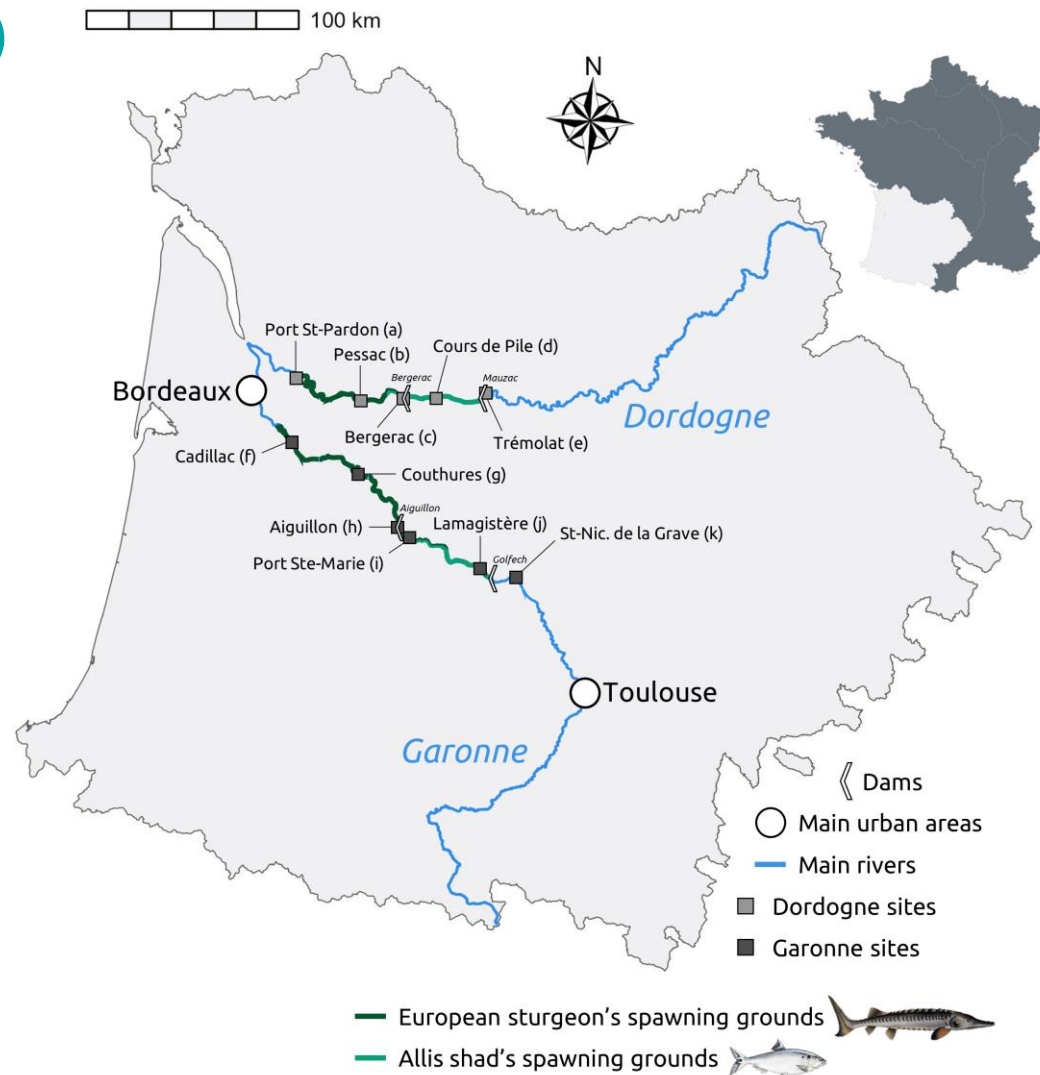 100 km
N
Port St-Pardon (a)
Pessac (b)
Cours de Pile (d)
Bergerac
Mauzac
Bordeaux
Dordogne
Bergerac (c)
Trémolat (e)
Cadillac (f)
Couthures (g)
Aiguillon
Aiguillon (h)
Lamagistère (j)
St-Nic. de la Grave (k)
Port Ste-Marie (i)
Golfech
Toulouse
Garonne
Dams
Main urban areas
Main rivers
Dordogne sites
Garonne sites
European sturgeon's spawning grounds
Allis shad's spawning grounds